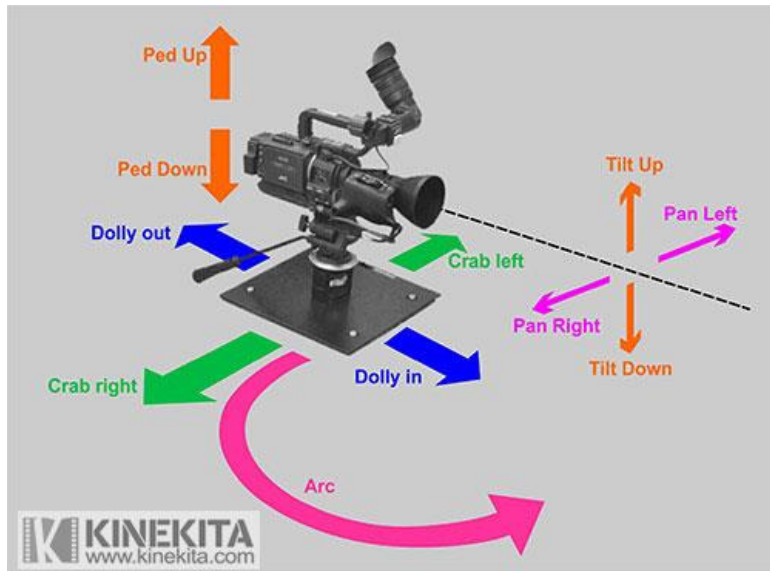 Ped Up
Ped Down
Tilt Up
Pan Left
Dolly out
Crab left
Pan Right
Tilt Down
Crab right
Dolly in
Arc
KINEKITA
www.kinekita.com